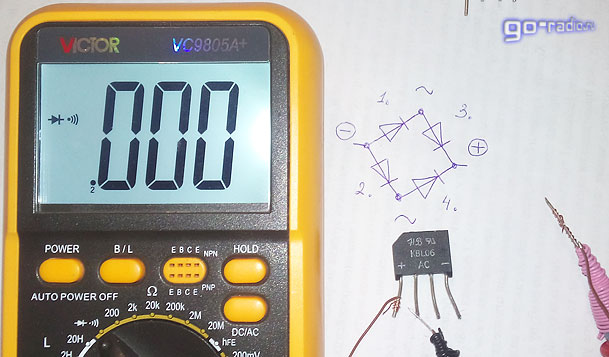 go-radio.ru
VICTOR VC9805A+
.000
2
1. ~
3.
− +
2. 4.
~
KBL06
+ AC −
POWER B/L E B C E NPN HOLD
E B C E PNP
AUTO POWER OFF
DC/AC
Ω 20k 200k
200 2k 2M
20M
20H hFE
L 2H 200mV